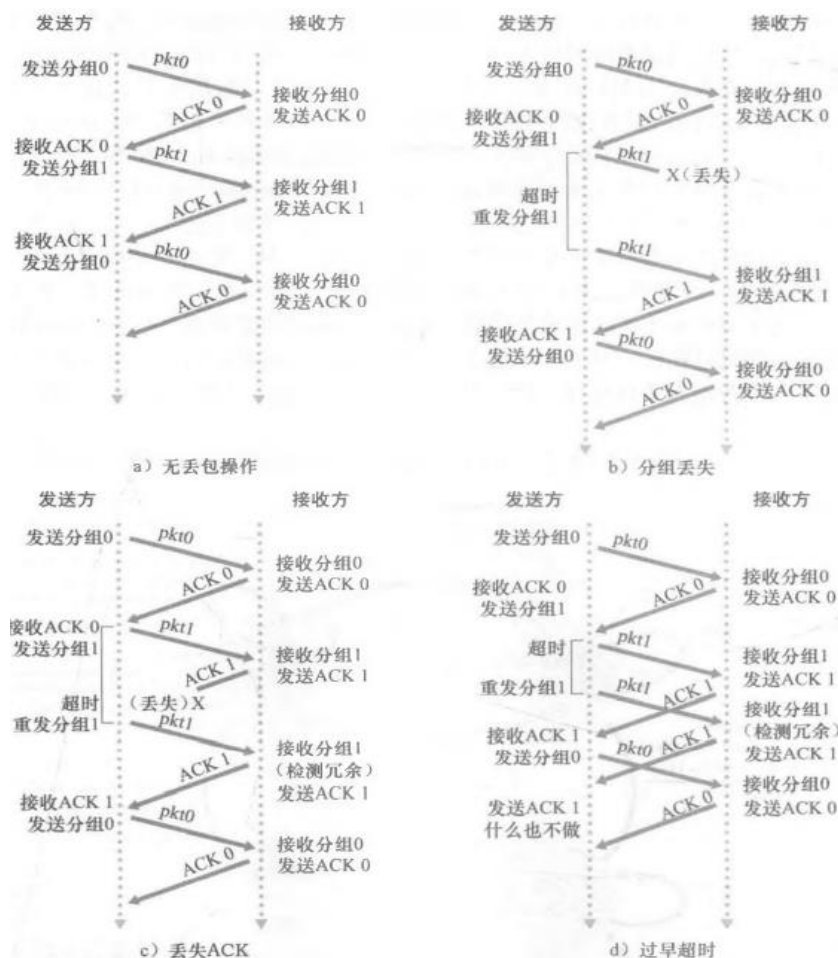 发送方
接收方
发送分组0
pkt0
接收分组0
发送ACK 0
ACK 0
接收ACK 0
发送分组1
pkt1
接收分组1
发送ACK 1
ACK 1
接收ACK 1
发送分组0
pkt0
接收分组0
发送ACK 0
ACK 0
a）无丢包操作
发送方
接收方
发送分组0
pkt0
接收分组0
发送ACK 0
ACK 0
接收ACK 0
发送分组1
pkt1
X（丢失）
超时
重发分组1
pkt1
接收分组1
发送ACK 1
ACK 1
接收ACK 1
发送分组0
pkt0
接收分组0
发送ACK 0
ACK 0
b）分组丢失
发送方
接收方
发送分组0
pkt0
接收分组0
发送ACK 0
ACK 0
接收ACK 0
发送分组1
pkt1
接收分组1
发送ACK 1
ACK 1
（丢失）X
超时
重发分组1
pkt1
接收分组1
（检测冗余）
发送ACK 1
ACK 1
接收ACK 1
发送分组0
pkt0
接收分组0
发送ACK 0
ACK 0
c）丢失ACK
发送方
接收方
发送分组0
pkt0
接收分组0
发送ACK 0
ACK 0
接收ACK 0
发送分组1
pkt1
超时
重发分组1
接收分组1
发送ACK 1
pkt1
ACK 1
接收分组1
（检测冗余）
发送ACK 1
接收ACK 1
发送分组0
pkt0
ACK 1
接收分组0
发送ACK 0
发送ACK 1
什么也不做
ACK 0
d）过早超时